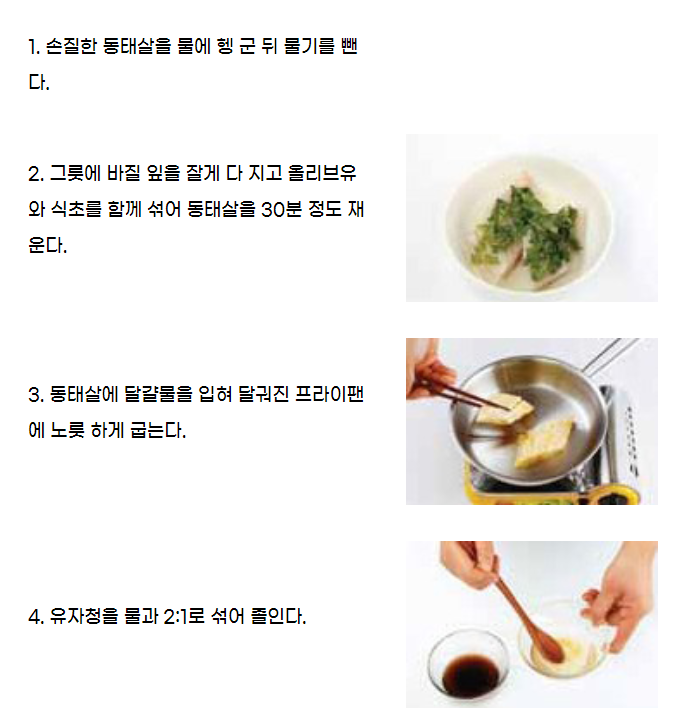 1. 손질한 동태살을 물에 헹 군 뒤 물기를 뺀
다.
2. 그릇에 바질 잎을 잘게 다 지고 올리브유
와 식초를 함께 섞어 동태살을 30분 정도 재
운다.
3. 동태살에 달걀물을 입혀 달궈진 프라이팬
에 노릇 하게 굽는다.
4. 유자청을 물과 2:1로 섞어 졸인다.